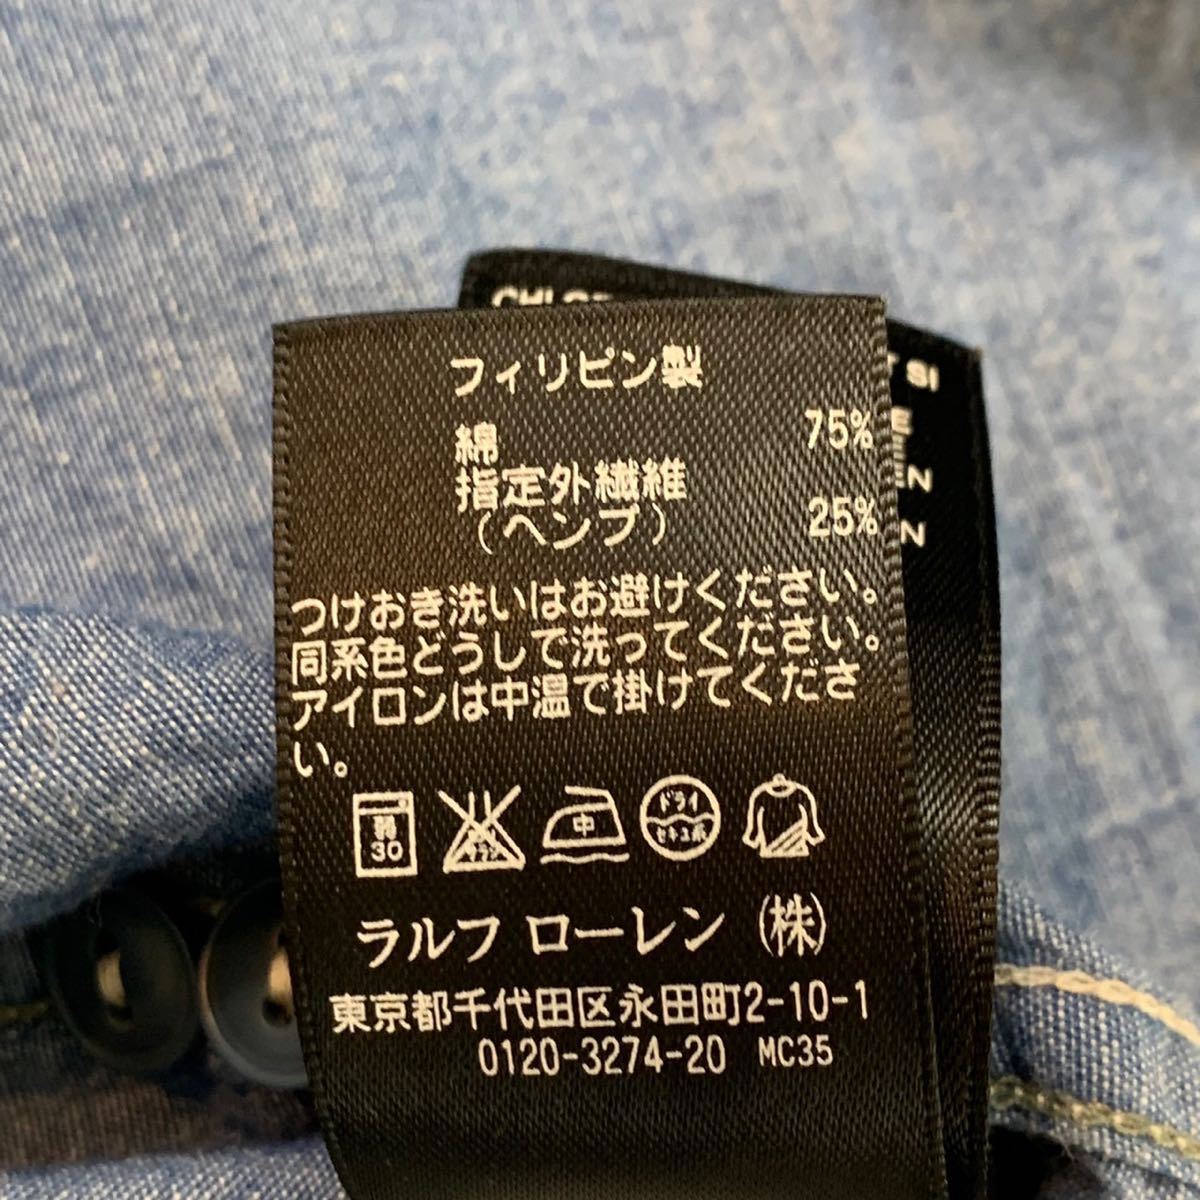 フィリピン製
綿 75%
指定外繊維
(ヘンプ) 25%
つけおき洗いはお避けください。
同系色どうしで洗ってください。
アイロンは中温で掛けてくださ
い。
弱
30
中
ドライ
セキユ系
ラルフ ローレン (株)
東京都千代田区永田町2-10-1
0120-3274-20 MC35
SI
E
EN
N